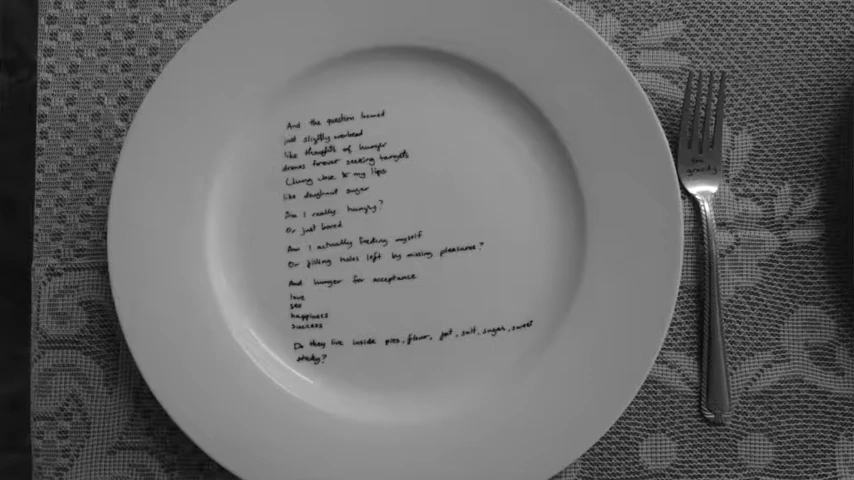 And the question loomed
just slightly overhead
like thoughts of hunger
drones forever seeking targets
Clung close to my lips
like doughnut sugar
Am I really hungry?
Or just bored
Am I actually feeding myself
Or filling holes left by missing pleasures?
And hunger for acceptance
love
sex
happiness
success
Do they live inside pies, flour, fat, salt, sugar, sweet
sticky?
I'm
greedy